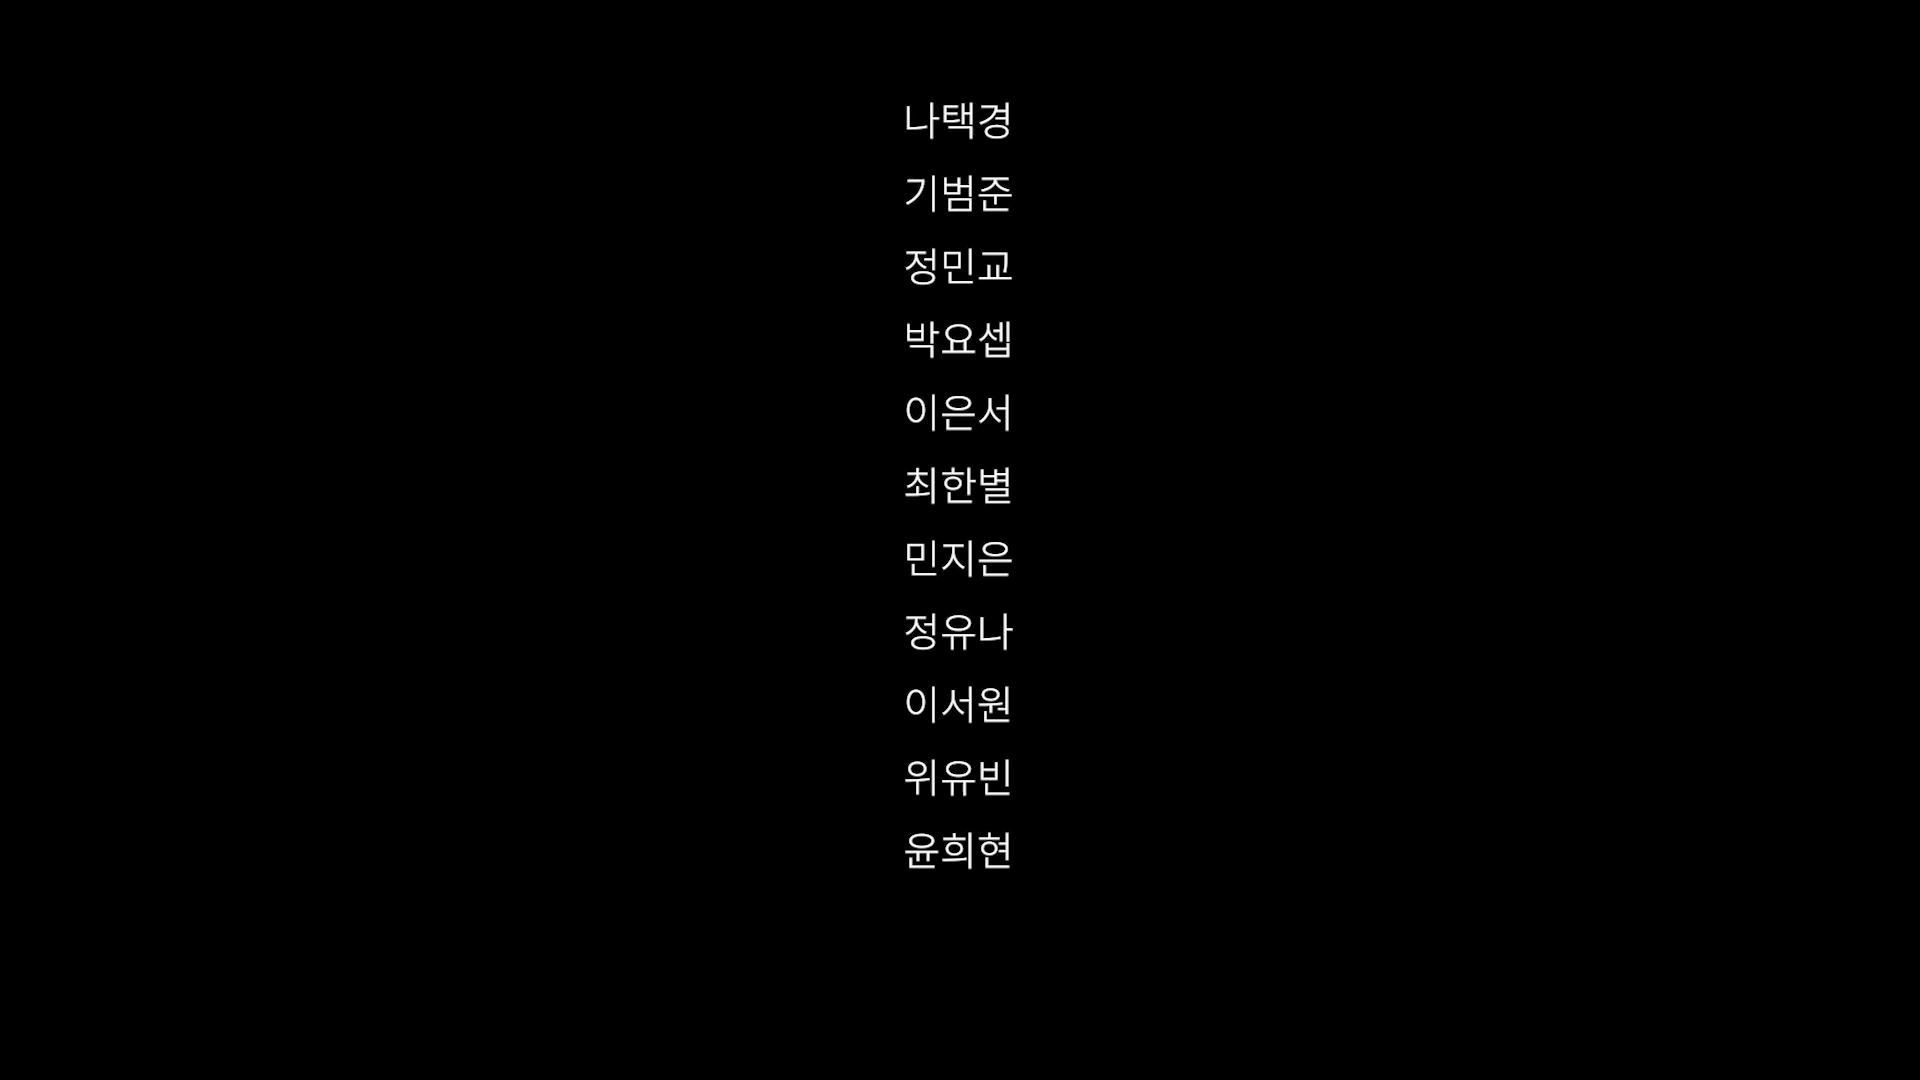 나택경
기범준
정민교
박요셉
이은서
최한별
민지은
정유나
이서원
위유빈
윤희현